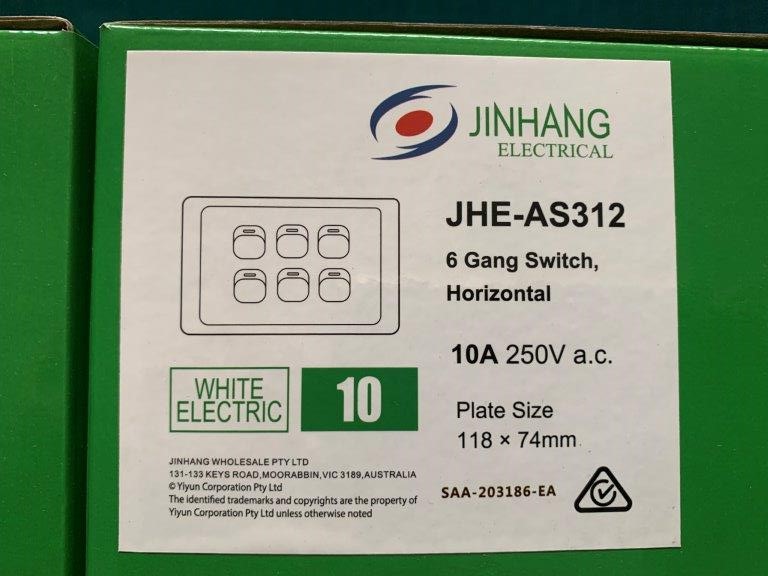 JINHANG
ELECTRICAL
JHE-AS312
6 Gang Switch,
Horizontal
10A 250V a.c.
WHITE
ELECTRIC
10
Plate Size
118 × 74mm
JINHANG WHOLESALE PTY LTD
131-133 KEYS ROAD,MOORABBIN,VIC 3189,AUSTRALIA
© Yiyun Corporation Pty Ltd
The identified trademarks and copyrights are the property of
Yiyun Corporation Pty Ltd unless otherwise noted
SAA-203186-EA